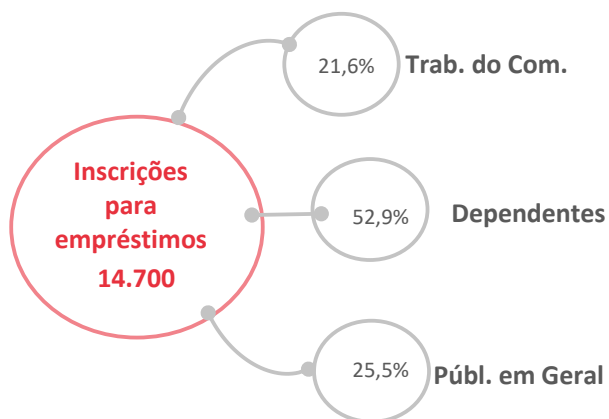 21,6%
Trab. do Com.
Inscrições
para
empréstimos
14.700
52,9%
Dependentes
25,5%
Públ. em Geral